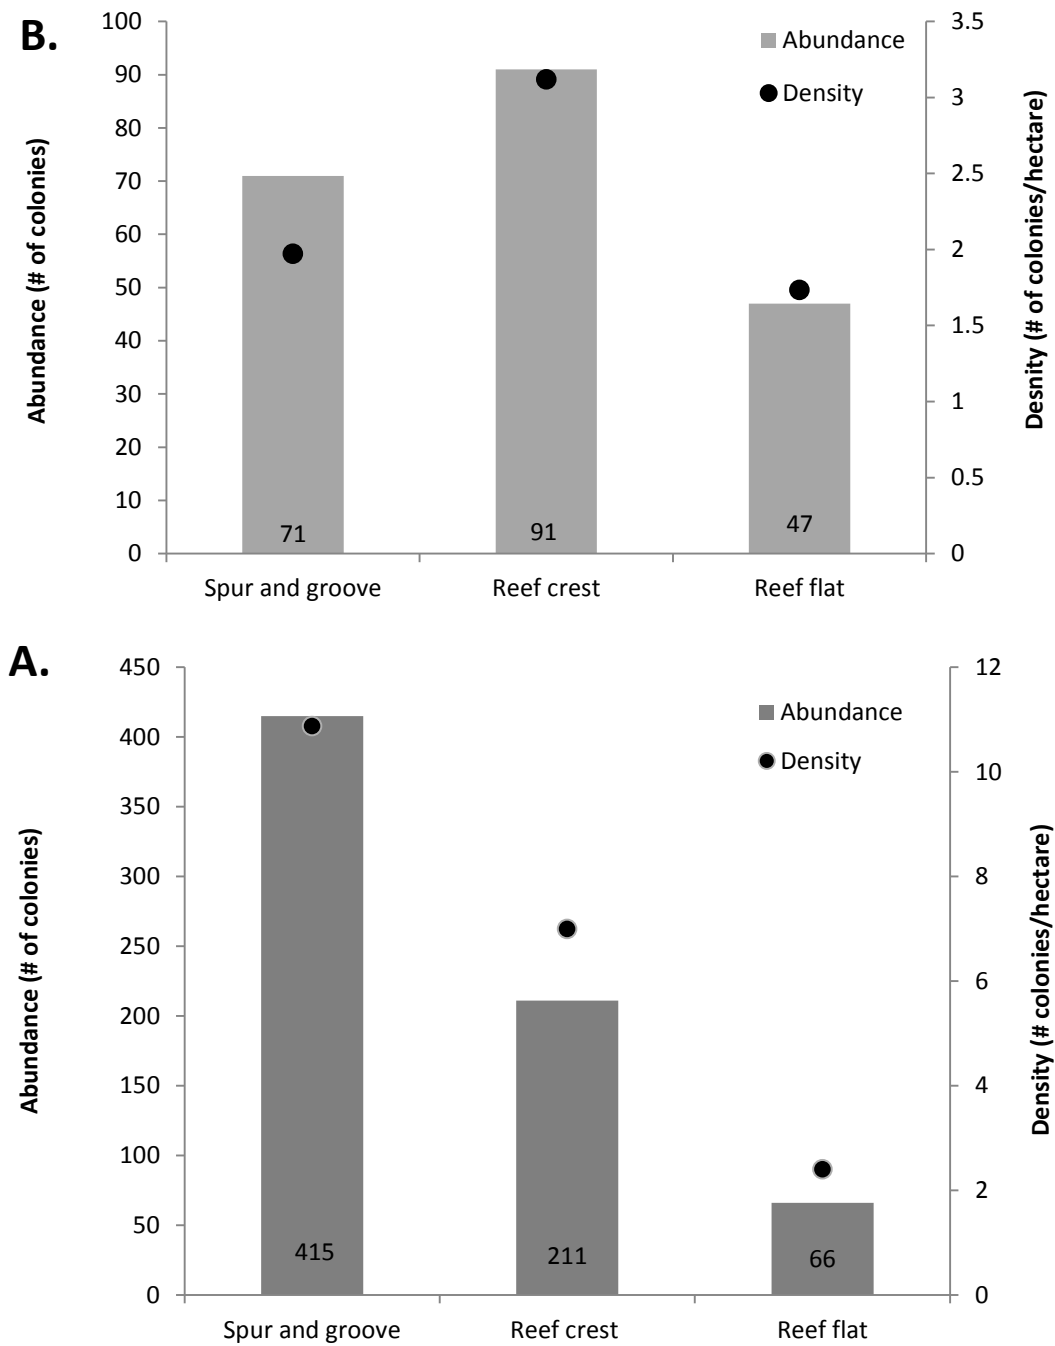 B.
Abundance (# of colonies)
100
90
80
70
60
50
40
30
20
10
0
71
91
47
Spur and groove
Reef crest
Reef flat
Abundance
Density
3.5
3
2.5
2
1.5
1
0.5
0
Desnity (# of colonies/hectare)
A.
Abundance (# of colonies)
450
400
350
300
250
200
150
100
50
0
415
211
66
Spur and groove
Reef crest
Reef flat
Abundance
Density
12
10
8
6
4
2
0
Density (# colonies/hectare)